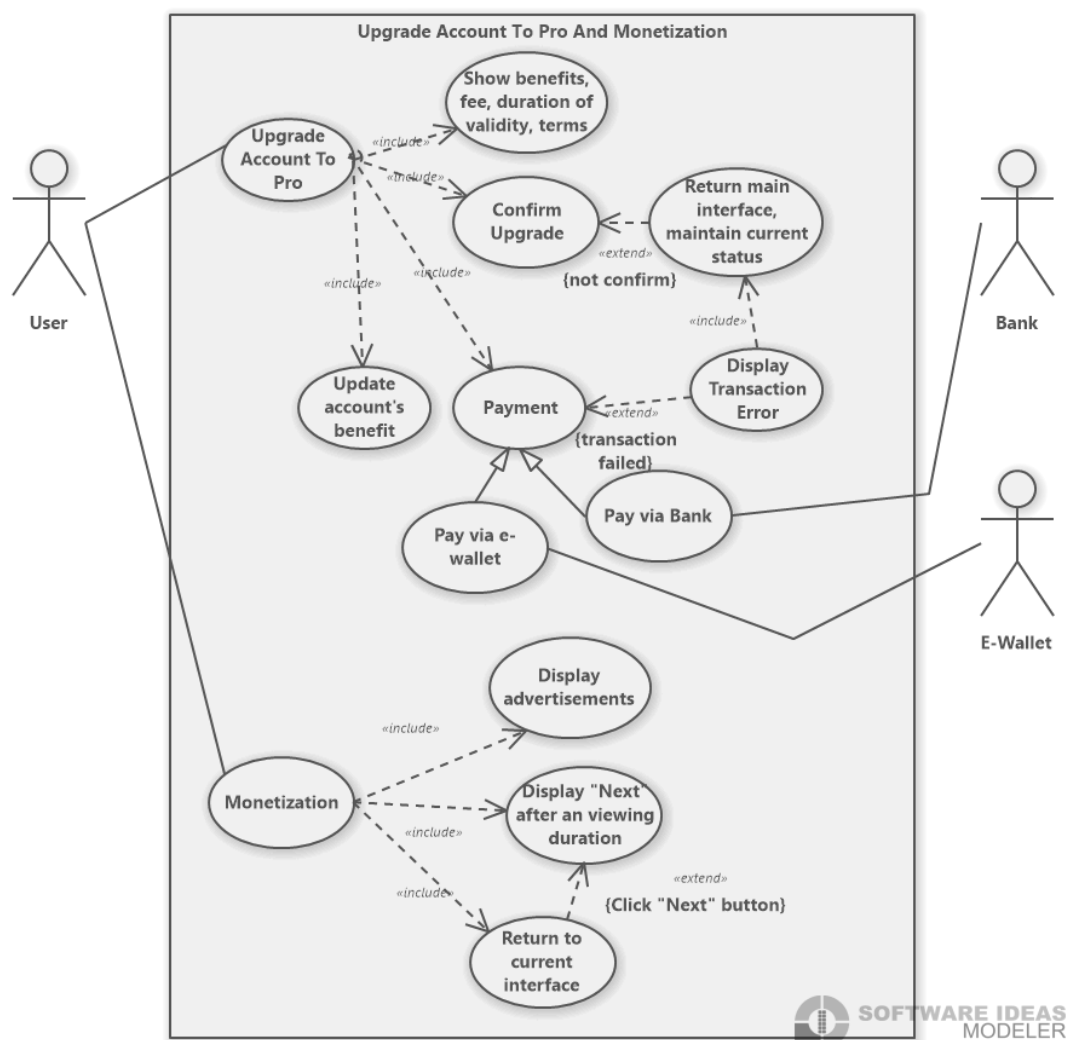 Upgrade Account To Pro And Monetization
Show benefits,
fee, duration of
validity, terms
Upgrade
Account To
Pro
«include»
«include»
Confirm
Upgrade
Return main
interface,
maintain current
status
«extend»
{not confirm}
«include»
«include»
«include»
User
Bank
Update
account's
benefit
Payment
Display
Transaction
Error
«extend»
{transaction
failed}
Pay via e-
wallet
Pay via Bank
E-Wallet
Display
advertisements
«include»
Monetization
Display "Next"
after an viewing
duration
«include»
«include»
«extend»
{Click "Next" button}
Return to
current
interface
SOFTWARE IDEAS
MODELER